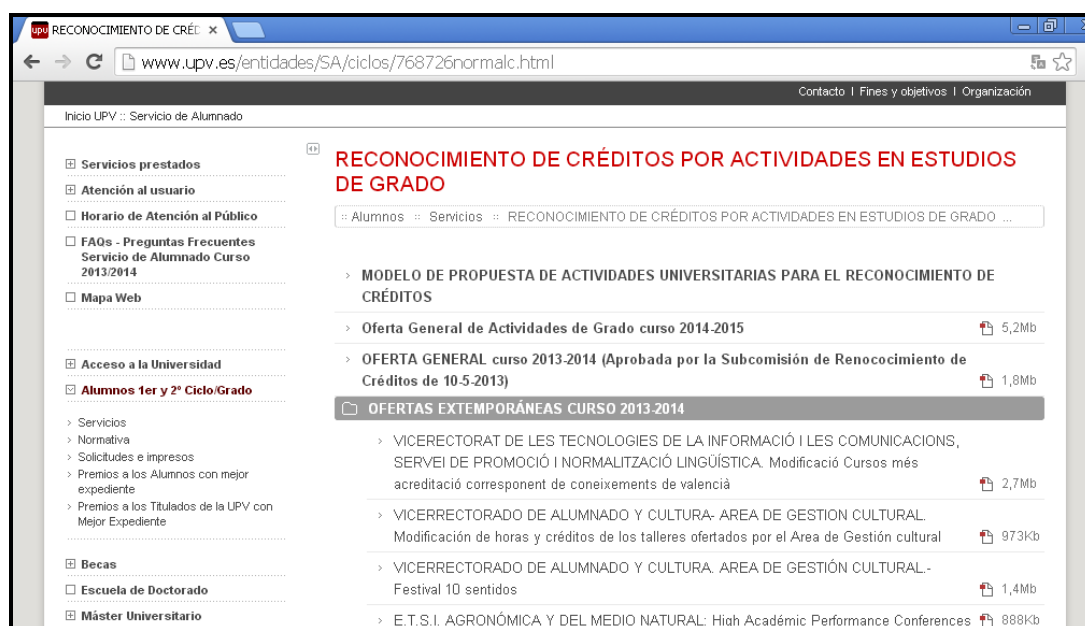 upv RECONOCIMIENTO DE CRÉD
www.upv.es/entidades/SA/ciclos/768726normalc.html
Contacto | Fines y objetivos | Organización
Inicio UPV :: Servicio de Alumnado
Servicios prestados
Atención al usuario
Horario de Atención al Público
FAQs - Preguntas Frecuentes
Servicio de Alumnado Curso
2013/2014
Mapa Web
Acceso a la Universidad
Alumnos 1er y 2º Ciclo/Grado
Servicios
Normativa
Solicitudes e impresos
Premios a los Alumnos con mejor
expediente
Premios a los Titulados de la UPV con
Mejor Expediente
Becas
Escuela de Doctorado
Máster Universitario
RECONOCIMIENTO DE CRÉDITOS POR ACTIVIDADES EN ESTUDIOS
DE GRADO
:: Alumnos :: Servicios :: RECONOCIMIENTO DE CRÉDITOS POR ACTIVIDADES EN ESTUDIOS DE GRADO ...
MODELO DE PROPUESTA DE ACTIVIDADES UNIVERSITARIAS PARA EL RECONOCIMIENTO DE
CRÉDITOS
Oferta General de Actividades de Grado curso 2014-2015 5,2Mb
OFERTA GENERAL curso 2013-2014 (Aprobada por la Subcomisión de Renococimiento de
Créditos de 10-5-2013) 1,8Mb
OFERTAS EXTEMPORÁNEAS CURSO 2013-2014
VICERECTORAT DE LES TECNOLOGIES DE LA INFORMACIÓ I LES COMUNICACIONS,
SERVEI DE PROMOCIÓ I NORMALITZACIÓ LINGÜÍSTICA. Modificació Cursos més
acreditació corresponent de coneixements de valencià 2,7Mb
VICERRECTORADO DE ALUMNADO Y CULTURA- AREA DE GESTION CULTURAL.
Modificación de horas y créditos de los talleres ofertados por el Area de Gestión cultural 973Kb
VICERRECTORADO DE ALUMNADO Y CULTURA. AREA DE GESTIÓN CULTURAL.-
Festival 10 sentidos 1,4Mb
E.T.S.I. AGRONÓMICA Y DEL MEDIO NATURAL: High Académic Performance Conferences 888Kb